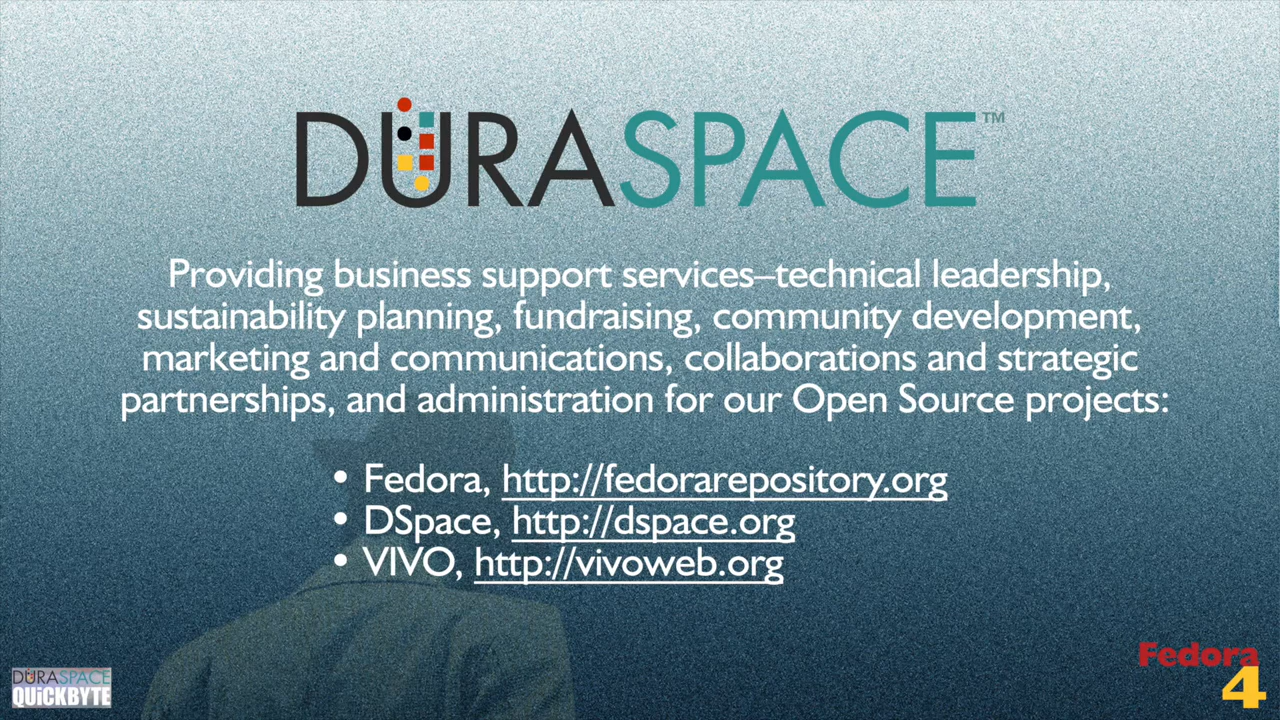 DURASPACE™
Providing business support services–technical leadership,
sustainability planning, fundraising, community development,
marketing and communications, collaborations and strategic
partnerships, and administration for our Open Source projects:
• Fedora, http://fedorarepository.org
• DSpace, http://dspace.org
• VIVO, http://vivoweb.org
DURASPACE
QUiCKBYTE
Fedora
4